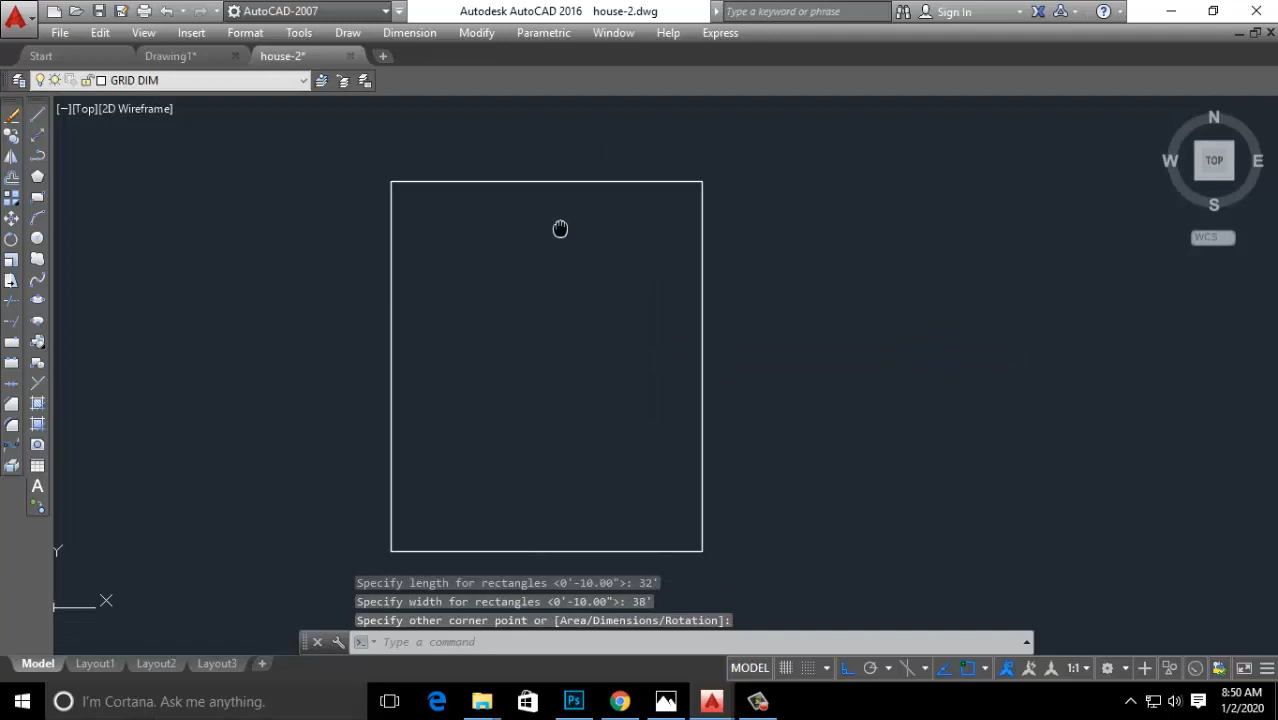 AutoCAD-2007
Autodesk AutoCAD 2016 house-2.dwg
Type a keyword or phrase
Sign In
File Edit View Insert Format Tools Draw Dimension Modify Parametric Window Help Express
Start Drawing1* house-2*
GRID DIM
[−][Top][2D Wireframe]
N
W TOP E
S
WCS
Y
X
Specify length for rectangles <0'-10.00">: 32'
Specify width for rectangles <0'-10.00">: 38'
Specify other corner point or [Area/Dimensions/Rotation]:
Type a command
Model Layout1 Layout2 Layout3
MODEL 1:1
I'm Cortana. Ask me anything.
Ps
8:50 AM
1/2/2020